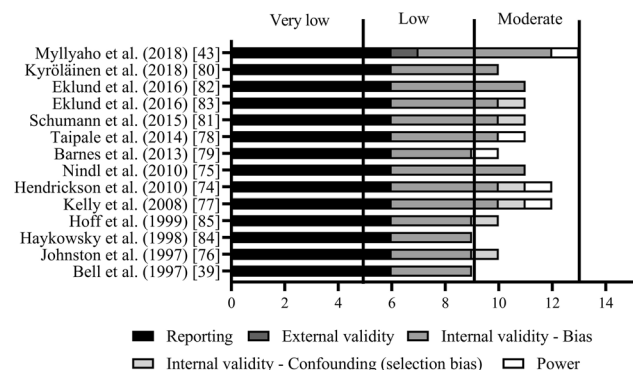 Very low Low Moderate
Myllyaho et al. (2018) [43]
Kyröläinen et al. (2018) [80]
Eklund et al. (2016) [82]
Eklund et al. (2016) [83]
Schumann et al. (2015) [81]
Taipale et al. (2014) [78]
Barnes et al. (2013) [79]
Nindl et al. (2010) [75]
Hendrickson et al. (2010) [74]
Kelly et al. (2008) [77]
Hoff et al. (1999) [85]
Haykowsky et al. (1998) [84]
Johnston et al. (1997) [76]
Bell et al. (1997) [39]
0 2 4 6 8 10 12 14
Reporting External validity Internal validity - Bias
Internal validity - Confounding (selection bias) Power